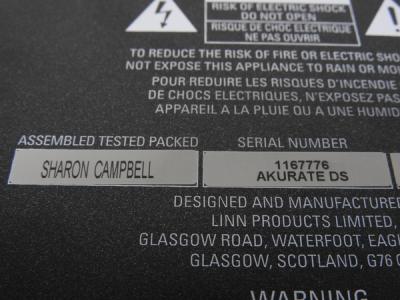 RISK OF ELECTRIC SHOCK
DO NOT OPEN
RISQUE DE CHOC ELECTRIQUE
NE PAS OUVRIR
TO REDUCE THE RISK OF FIRE OR ELECTRIC
NOT EXPOSE THIS APPLIANCE TO RAIN OR
POUR REDUIRE LES RISQUES D'INCENDIE
DE CHOCS ELECTRIQUES, N'EXPOSEZ PAS
APPAREIL A LA PLUIE OU A UNE
ASSEMBLED TESTED PACKED
SERIAL NUMBER
SHARON CAMPBELL
1167776
AKURATE DS
DESIGNED AND MANUFACTURED
LINN PRODUCTS LIMITED,
GLASGOW ROAD, WATERFOOT,
GLASGOW, SCOTLAND, G76
WARNING